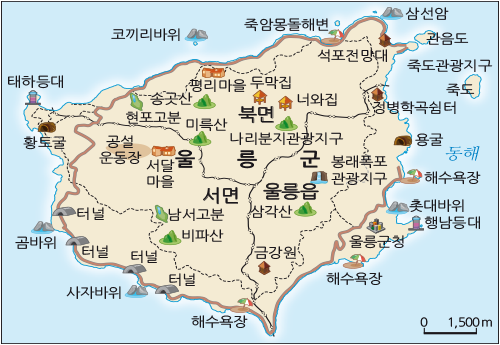 삼선암
죽암몽돌해변
관음도
코끼리바위
석포전망대
죽도관광지구
평리마을
두막집
태하등대
죽도
송곳산
너와집
정병학곡쉼터
현포고분
북면
미륵산
황토굴
나리분지관광지구
용굴
공설
운동장
울릉군
동해
서달
마을
봉래폭포
관광지구
해수욕장
서면
울릉읍
촛대바위
터널
남서고분
삼각산
행남등대
곰바위
비파산
울릉군청
터널
금강원
터널
해수욕장
터널
사자바위
해수욕장
0 1,500m